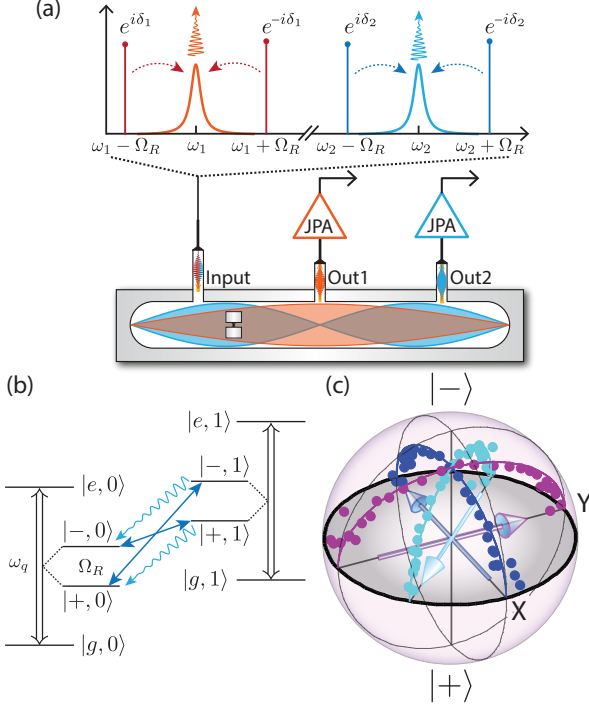 (a)
e^{iδ_1} e^{-iδ_1} e^{iδ_2} e^{-iδ_2}
ω_1 − Ω_R ω_1 ω_1 + Ω_R ω_2 − Ω_R ω_2 ω_2 + Ω_R
JPA JPA
Input Out1 Out2
(b) (c)
|−⟩
|e, 1⟩
|−, 1⟩
|e, 0⟩
|−, 0⟩
|+, 1⟩
ω_q Ω_R
|+, 0⟩ |g, 1⟩
|g, 0⟩
Y
X
|+⟩